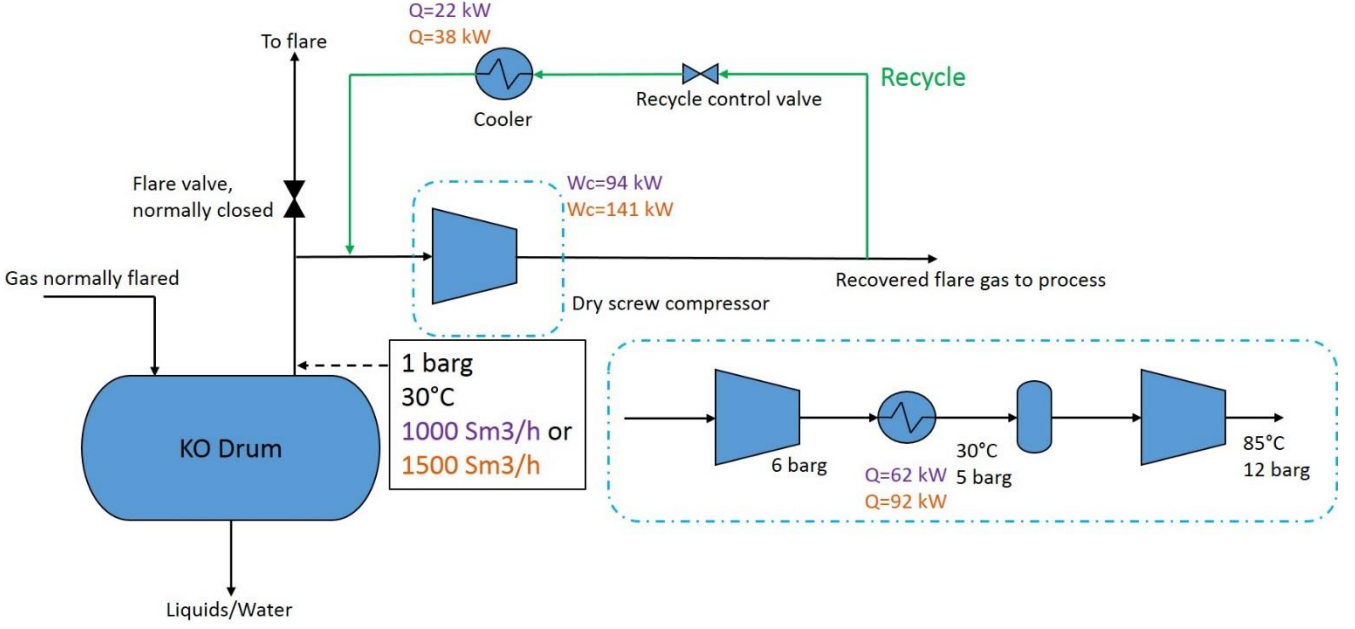 Q=22 kW
Q=38 kW
To flare
Recycle
Recycle control valve
Cooler
Flare valve,
normally closed
Wc=94 kW
Wc=141 kW
Gas normally flared
Recovered flare gas to process
Dry screw compressor
1 barg
30°C
1000 Sm3/h or
1500 Sm3/h
KO Drum
6 barg
Q=62 kW
Q=92 kW
30°C
5 barg
85°C
12 barg
Liquids/Water